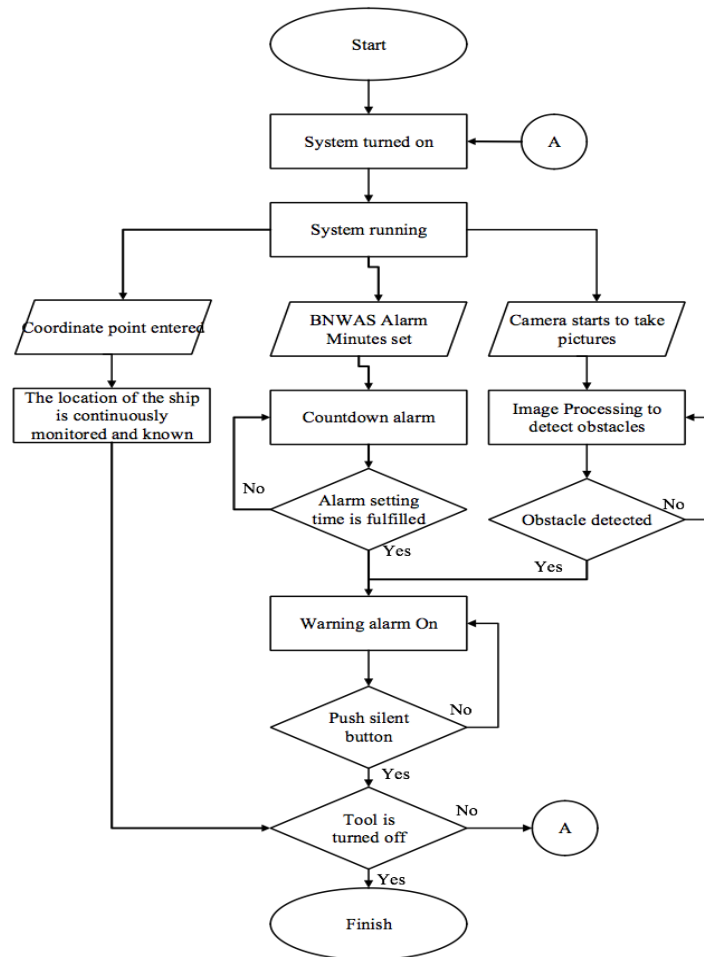 Start
System turned on
A
System running
Coordinate point entered
BNWAS Alarm
Minutes set
Camera starts to take
pictures
The location of the ship
is continuously
monitored and known
Countdown alarm
Image Processing to
detect obstacles
No
Alarm setting
time is fulfilled
Obstacle detected
No
Yes
Yes
Warning alarm On
Push silent
button
No
Yes
Tool is
turned off
No
A
Yes
Finish